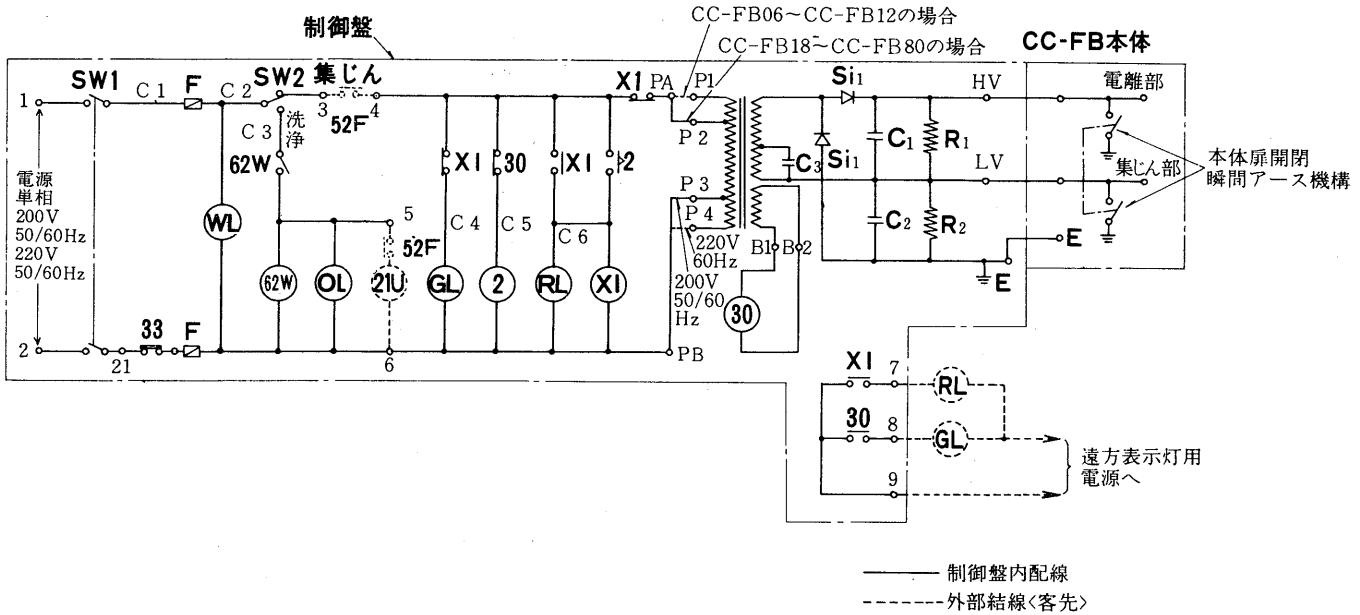 CC-FB06～CC-FB12の場合
制御盤
CC-FB18～CC-FB80の場合
CC-FB本体
SW1
C1
F
C2
SW2
集じん
3
4
52F
X1
PA
P1
P2
Si1
HV
電離部
1
C3
洗浄
62W
X1
30
X1
2
C3
Si1
C1
R1
集じん部
本体扉開閉
瞬間アース機構
LV
電源
単相
200V
50/60Hz
220V
50/60Hz
WL
5
52F
C4
C5
C6
P3
P4
220V
60Hz
200V
50/60
Hz
B1
B2
C2
R2
E
E
62W
OL
21U
GL
2
RL
X1
30
2
21
33
F
6
PB
X1
7
RL
30
8
GL
9
遠方表示灯用
電源へ
制御盤内配線
外部結線<客先>